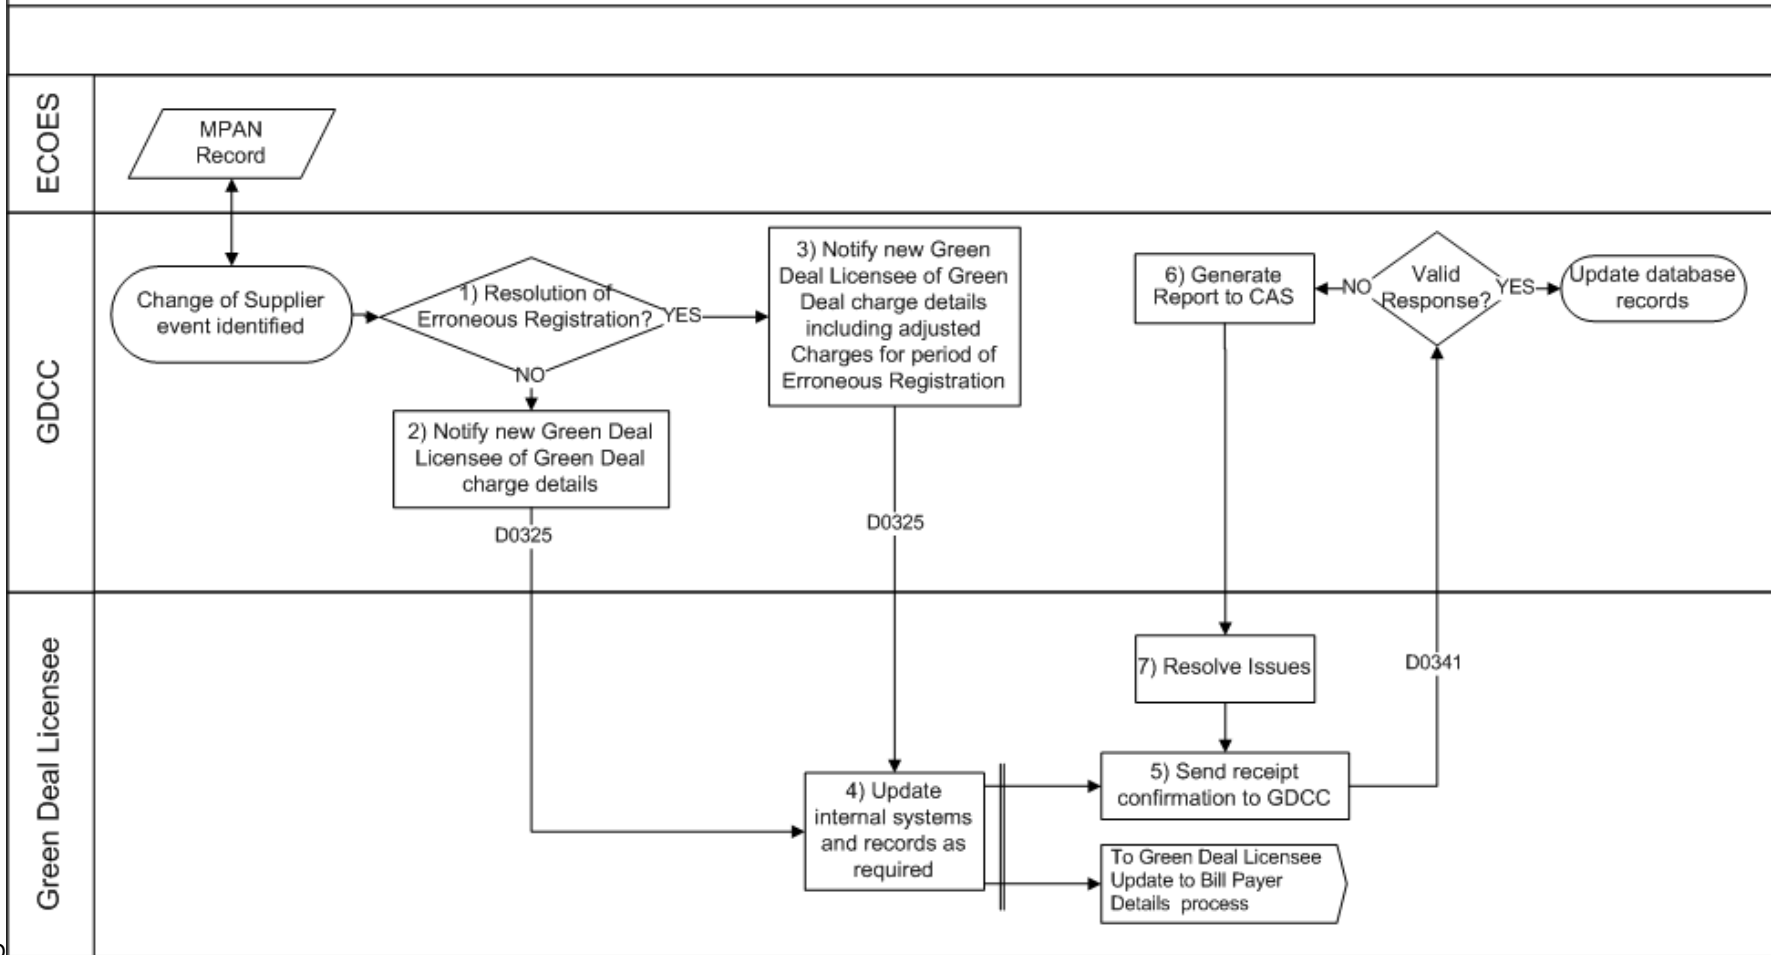 ECOES
MPAN
Record
GDCC
Change of Supplier
event identified
1) Resolution of
Erroneous Registration?
YES
NO
2) Notify new Green Deal
Licensee of Green Deal
charge details
D0325
3) Notify new Green
Deal Licensee of Green
Deal charge details
including adjusted
Charges for period of
Erroneous Registration
D0325
6) Generate
Report to CAS
NO
Valid
Response?
YES
Update database
records
Green Deal Licensee
7) Resolve Issues
D0341
4) Update
internal systems
and records as
required
5) Send receipt
confirmation to GDCC
To Green Deal Licensee
Update to Bill Payer
Details process